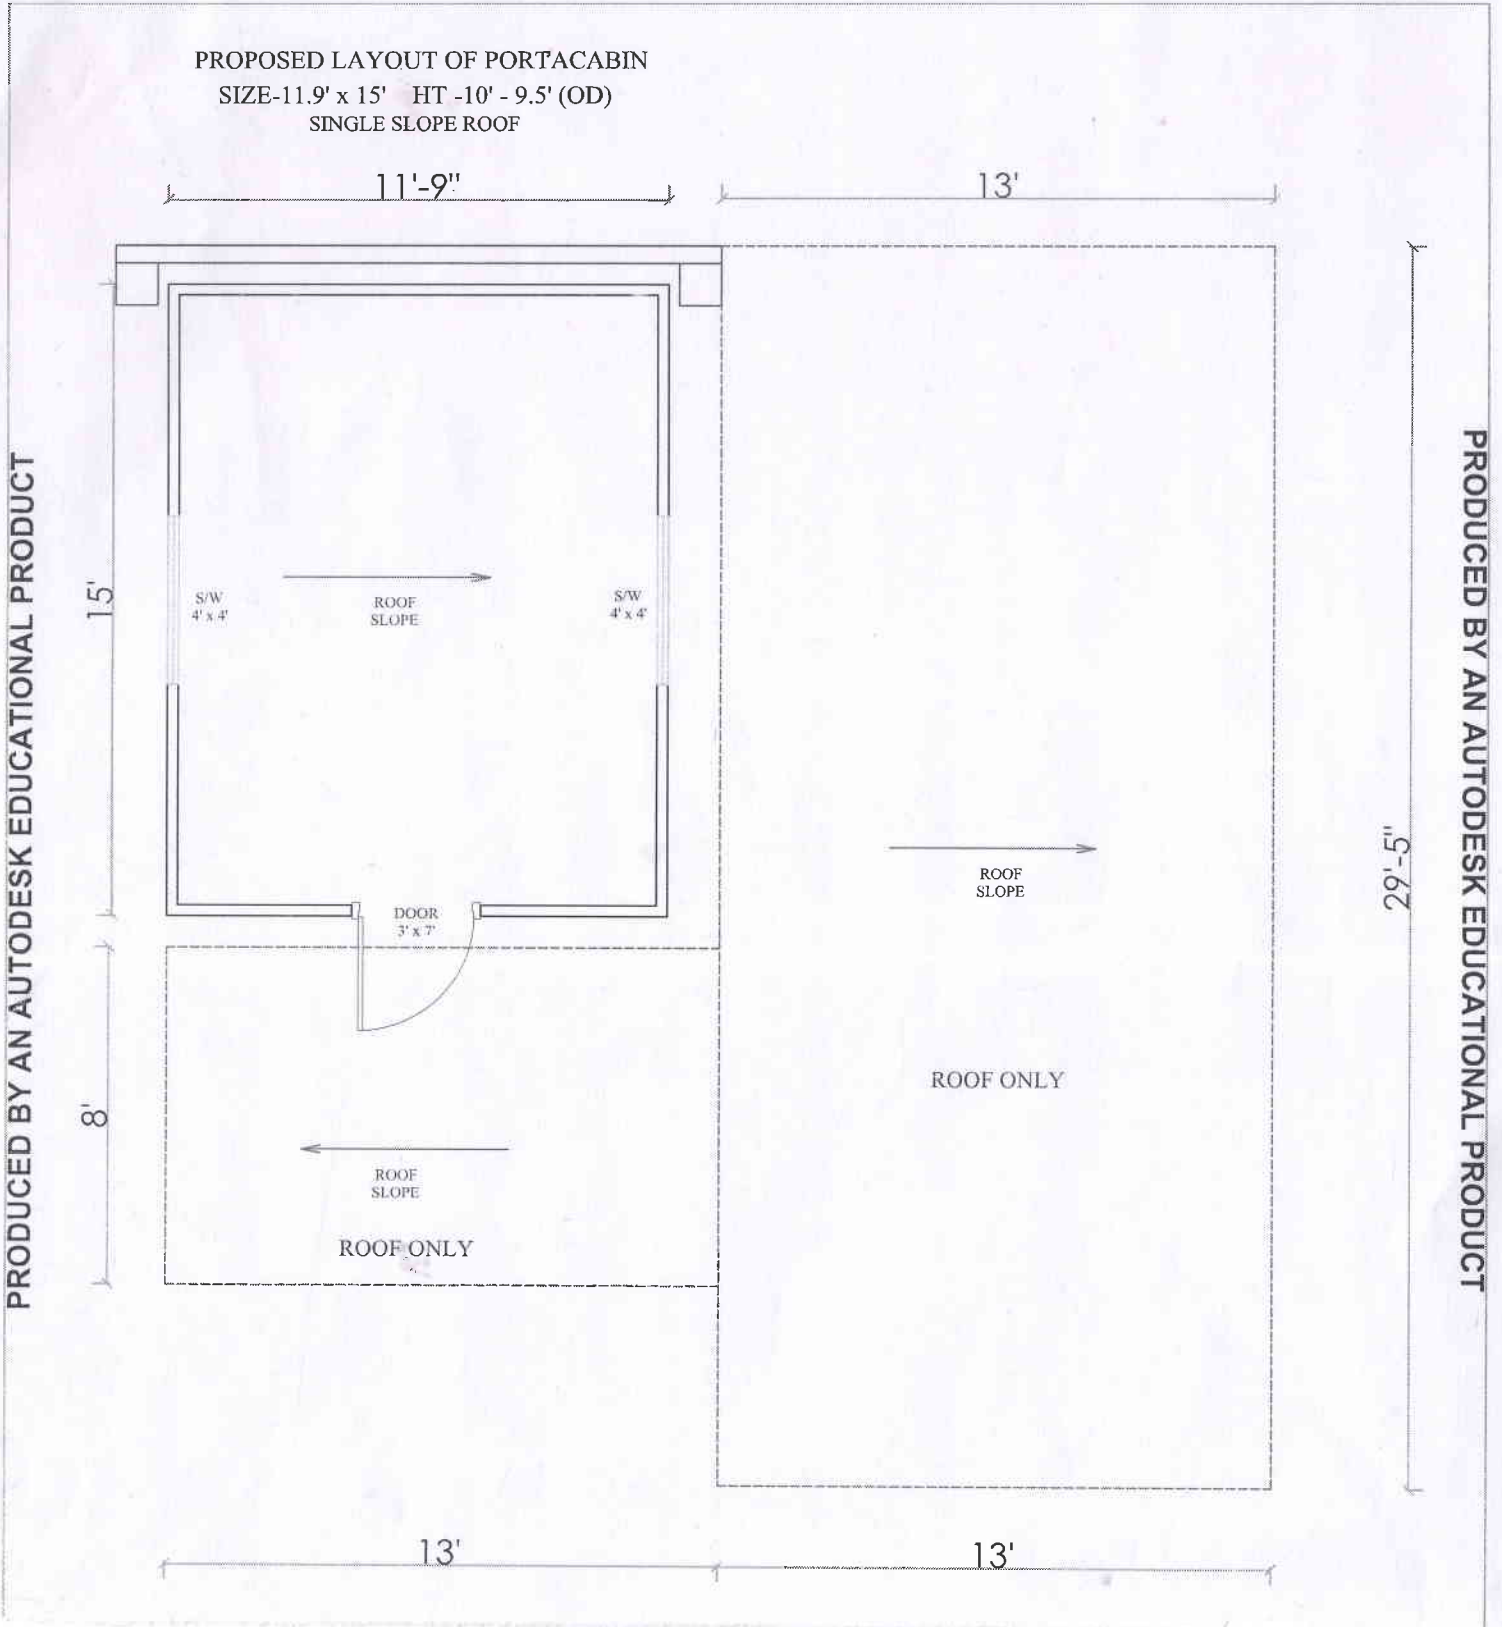 PROPOSED LAYOUT OF PORTACABIN
SIZE-11.9' x 15' HT -10' - 9.5' (OD)
SINGLE SLOPE ROOF
11'-9"
13'
PRODUCED BY AN AUTODESK EDUCATIONAL PRODUCT
15'
S/W
4' x 4'
ROOF
SLOPE
S/W
4' x 4'
ROOF
SLOPE
29'-5"
PRODUCED BY AN AUTODESK EDUCATIONAL PRODUCT
DOOR
3' x 7'
ROOF ONLY
8'
ROOF
SLOPE
ROOF ONLY
13'
13'